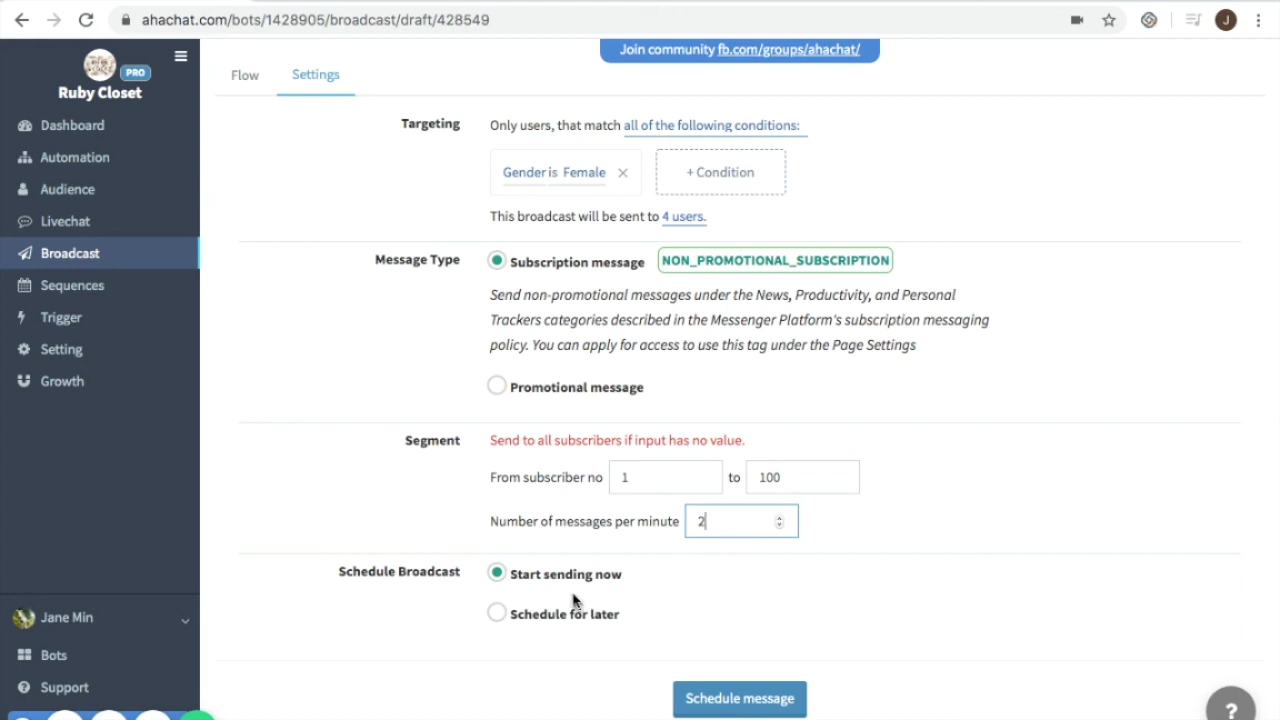 ahachat.com/bots/1428905/broadcast/draft/428549
J
Join community fb.com/groups/ahachat/
PRO
Ruby Closet
Dashboard
Automation
Audience
Livechat
Broadcast
Sequences
Trigger
Setting
Growth
Jane Min
Bots
Support
Flow Settings
Targeting Only users, that match all of the following conditions:
Gender is Female × + Condition
This broadcast will be sent to 4 users.
Message Type Subscription message NON_PROMOTIONAL_SUBSCRIPTION
Send non-promotional messages under the News, Productivity, and Personal
Trackers categories described in the Messenger Platform's subscription messaging
policy. You can apply for access to use this tag under the Page Settings
Promotional message
Segment Send to all subscribers if input has no value.
From subscriber no 1 to 100
Number of messages per minute 2
Schedule Broadcast Start sending now
Schedule for later
Schedule message
?